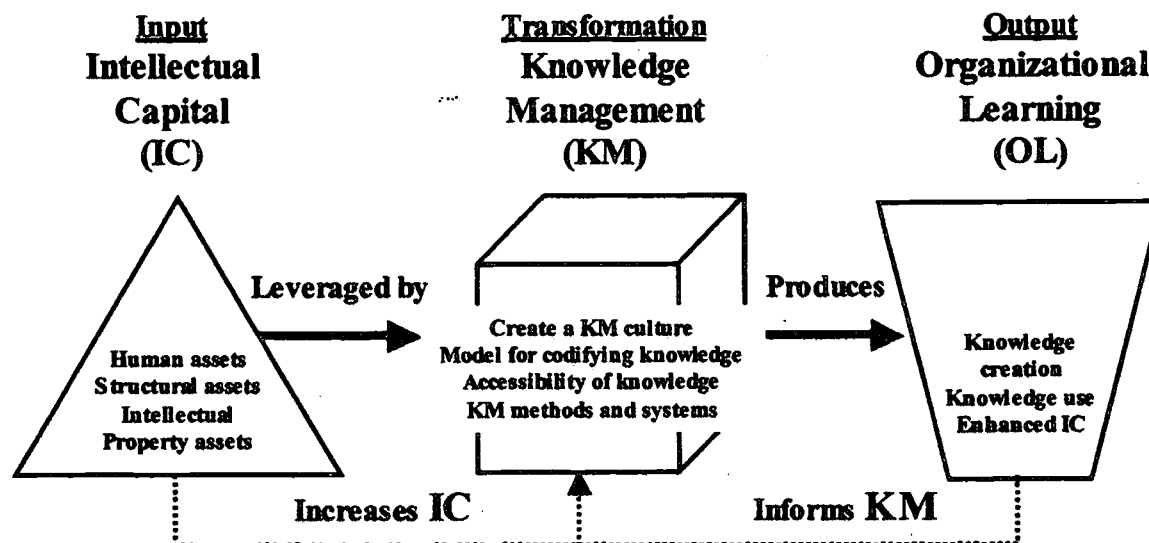 Input
Intellectual
Capital
(IC)
Transformation
Knowledge
Management
(KM)
Output
Organizational
Learning
(OL)
Leveraged by
Produces
Human assets
Structural assets
Intellectual
Property assets
Create a KM culture
Model for codifying knowledge
Accessibility of knowledge
KM methods and systems
Knowledge
creation
Knowledge use
Enhanced IC
Increases IC
Informs KM